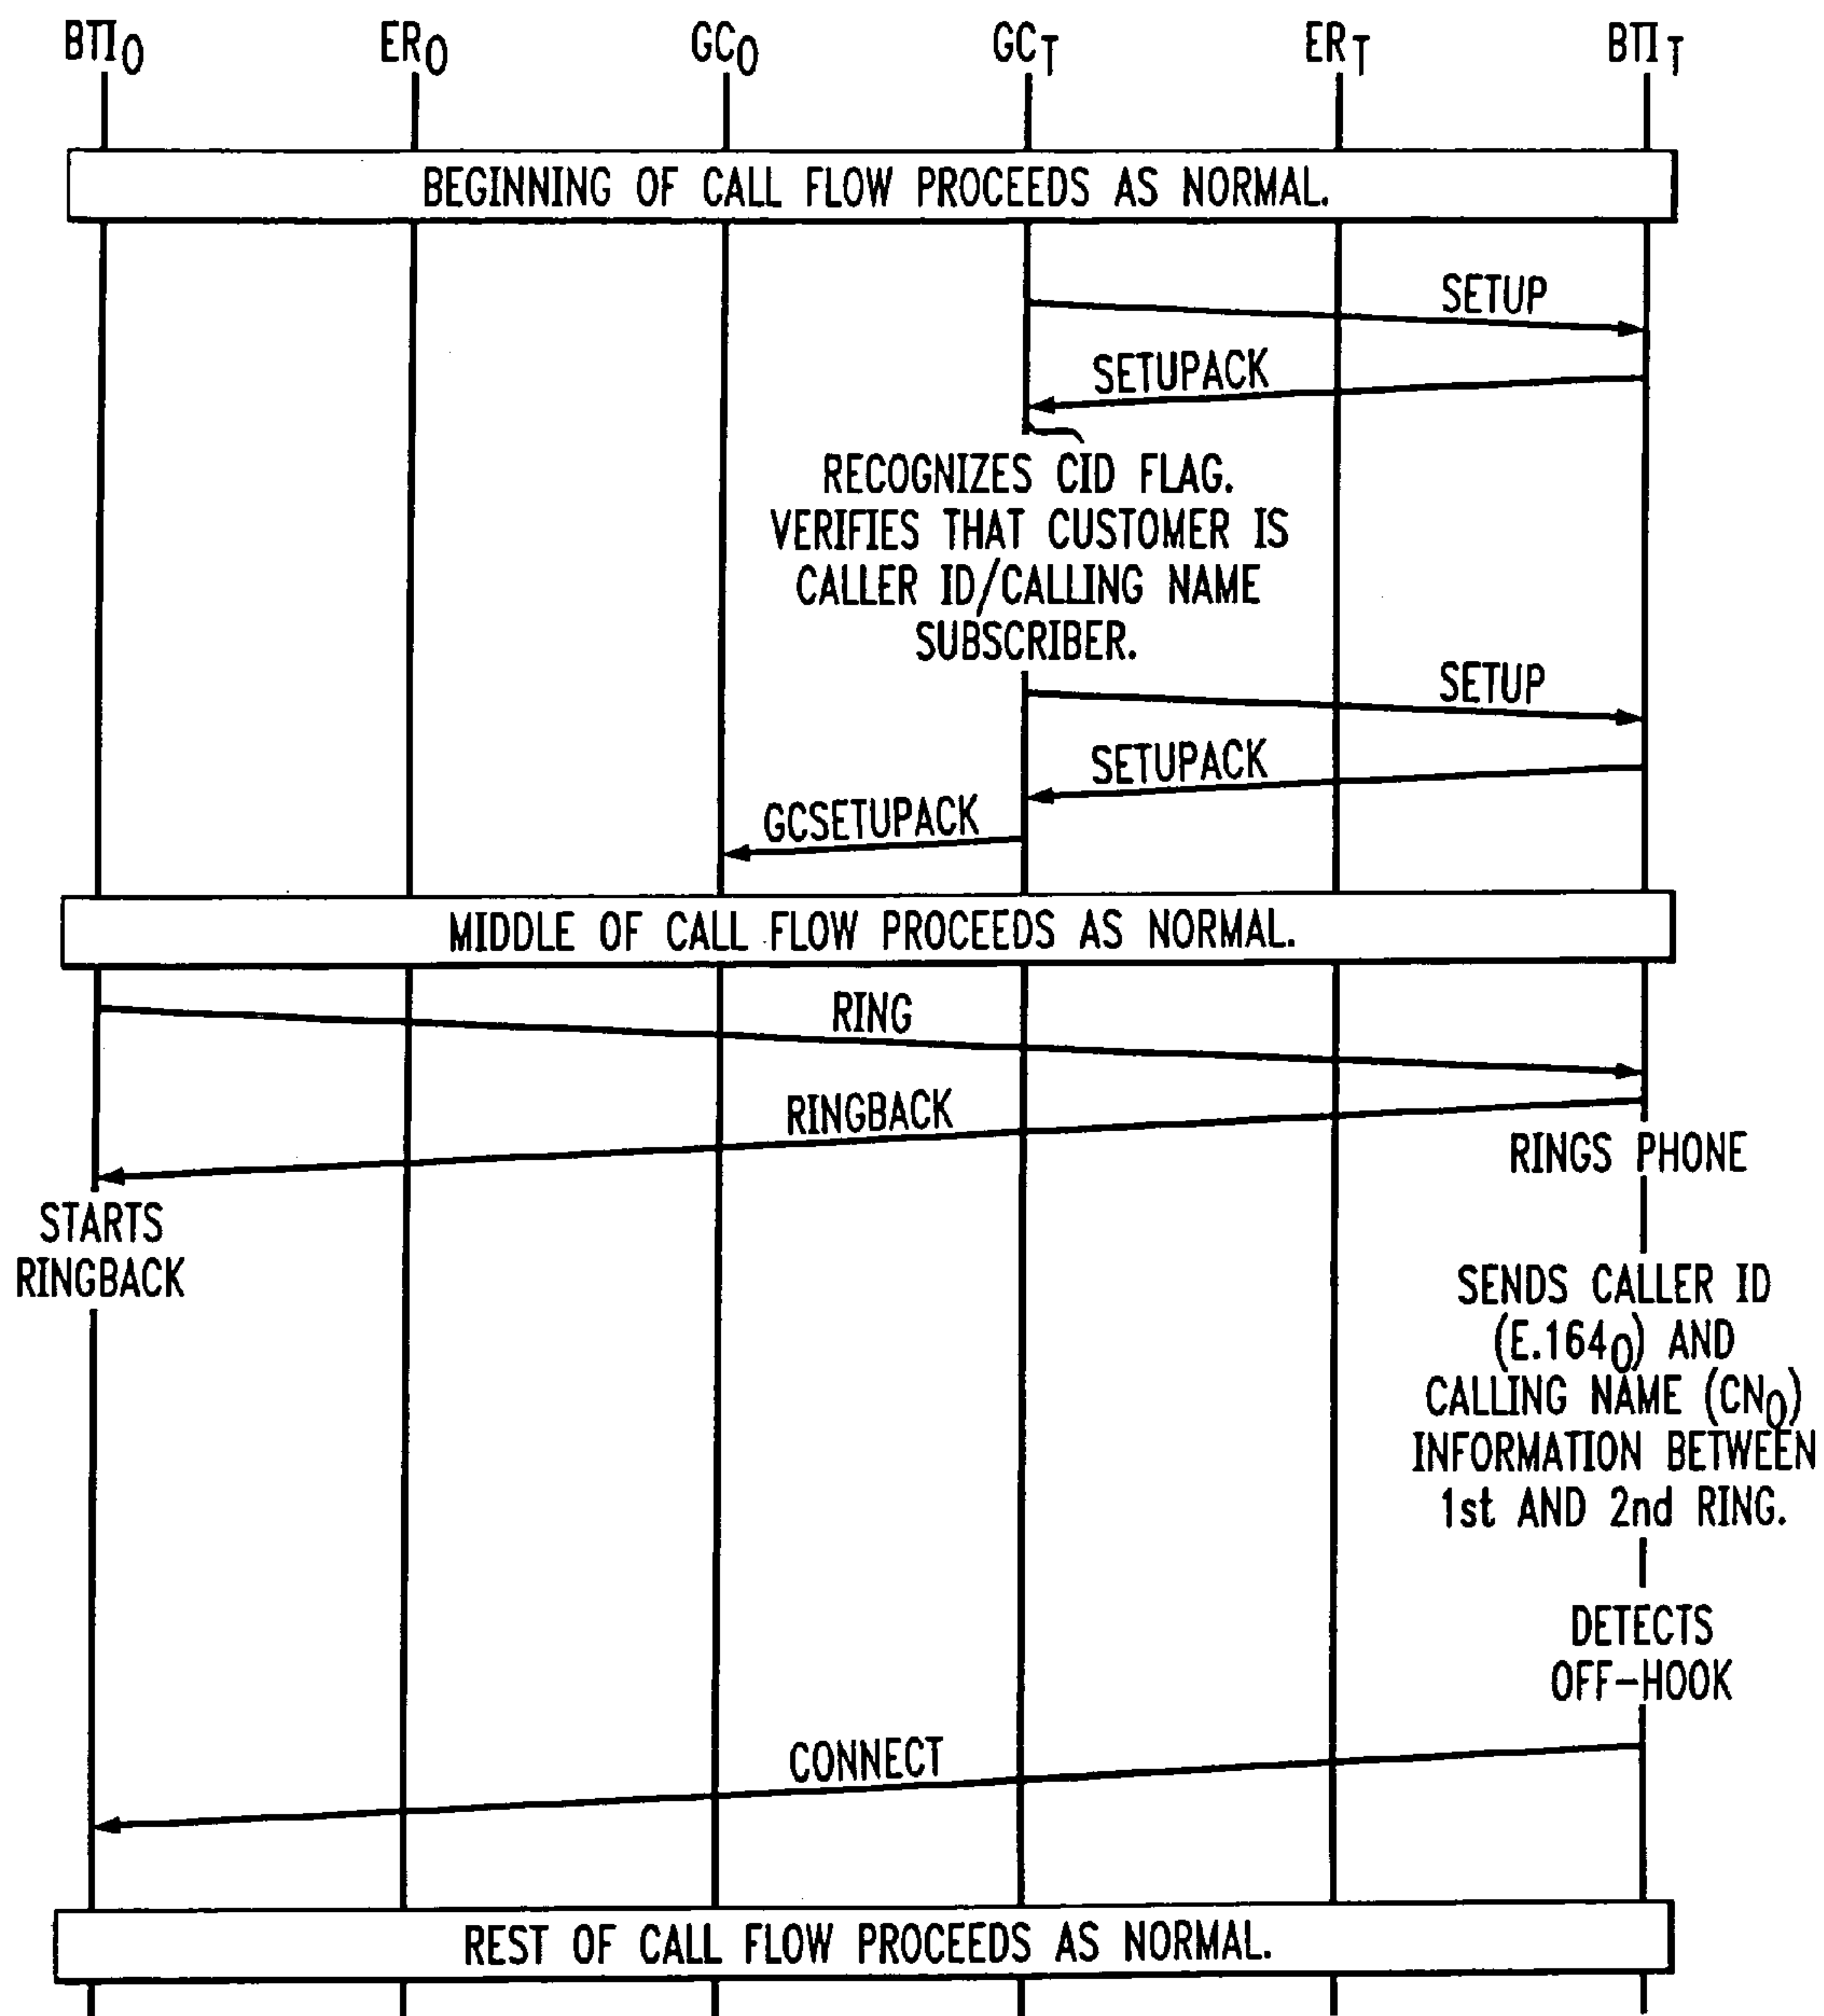 BTI0 ER0 GC0 GCT ERT BTIT
BEGINNING OF CALL FLOW PROCEEDS AS NORMAL.
SETUP
SETUPACK
RECOGNIZES CID FLAG.
VERIFIES THAT CUSTOMER IS
CALLER ID/CALLING NAME
SUBSCRIBER.
SETUP
SETUPACK
GCSETUPACK
MIDDLE OF CALL FLOW PROCEEDS AS NORMAL.
RING
RINGBACK
RINGS PHONE
STARTS
RINGBACK
SENDS CALLER ID
(E.1640) AND
CALLING NAME (CN0)
INFORMATION BETWEEN
1st AND 2nd RING.
DETECTS
OFF-HOOK
CONNECT
REST OF CALL FLOW PROCEEDS AS NORMAL.